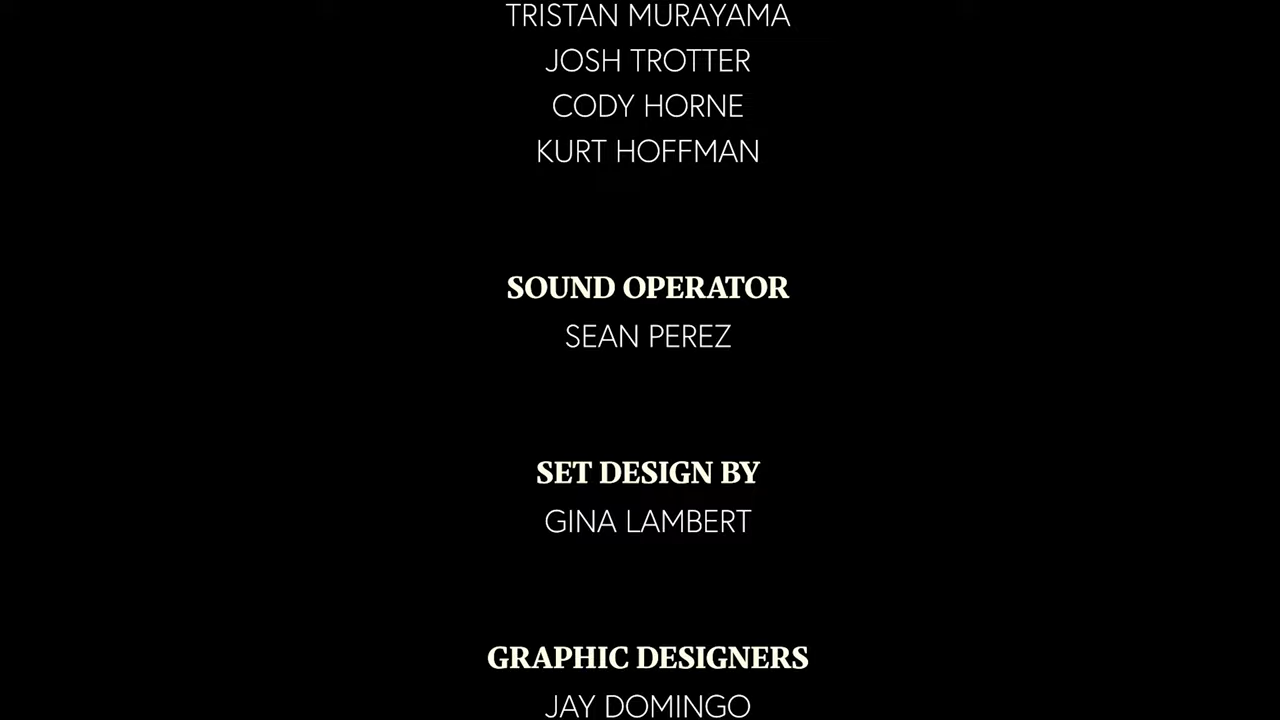 TRISTAN MURAYAMA
JOSH TROTTER
CODY HORNE
KURT HOFFMAN
SOUND OPERATOR
SEAN PEREZ
SET DESIGN BY
GINA LAMBERT
GRAPHIC DESIGNERS
JAY DOMINGO